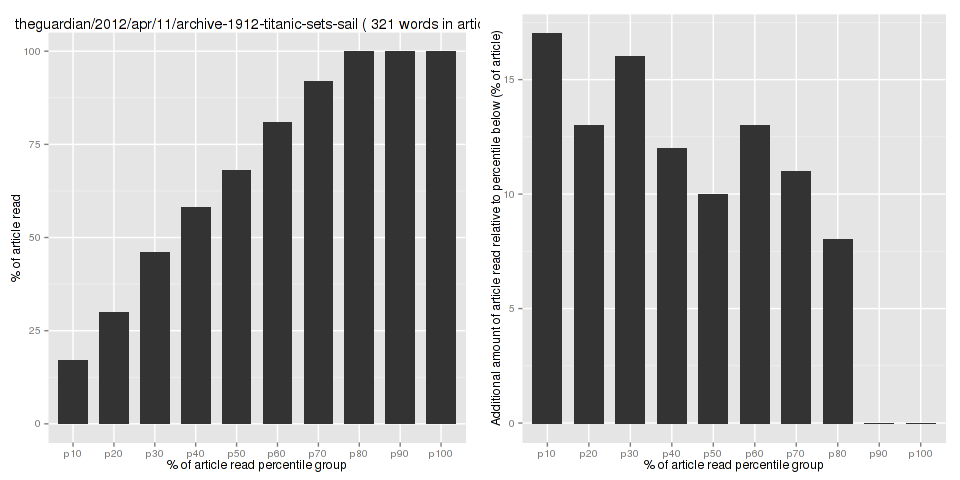 theguardian/2012/apr/11/archive-1912-titanic-sets-sail ( 321 words in artic
% of article read
100
75
50
25
0
p10 p20 p30 p40 p50 p60 p70 p80 p90 p100
% of article read percentile group
Additional amount of article read relative to percentile below (% of article)
15
10
5
0
p10 p20 p30 p40 p50 p60 p70 p80 p90 p100
% of article read percentile group